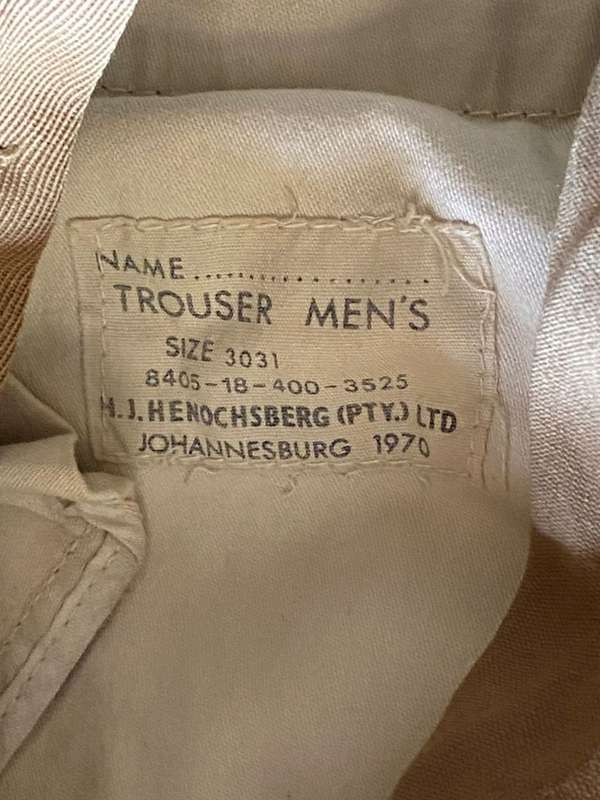 NAME....................
TROUSER MEN'S
SIZE 3031
8405-18-400-3525
H.J.HENOCHSBERG (PTY.) LTD
JOHANNESBURG 1970